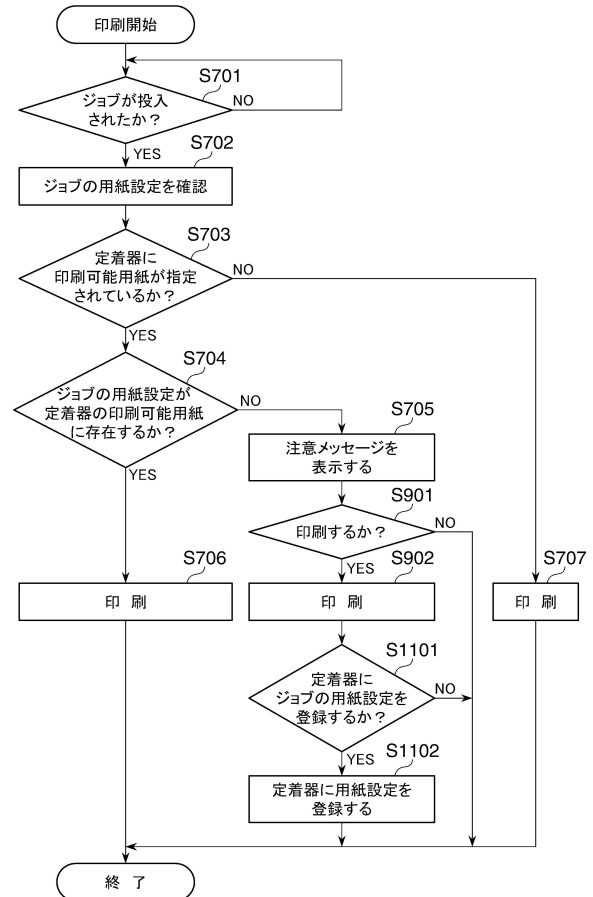 印刷開始
S701
ジョブが投入
されたか？
NO
YES
S702
ジョブの用紙設定を確認
S703
定着器に
印刷可能用紙が指定
されているか？
NO
YES
S704
ジョブの用紙設定が
定着器の印刷可能用紙
に存在するか？
NO
YES
S705
注意メッセージを
表示する
S901
印刷するか？
NO
YES
S706
印 刷
S902
印 刷
S707
印 刷
S1101
定着器に
ジョブの用紙設定を
登録するか？
NO
YES
S1102
定着器に用紙設定を
登録する
終 了